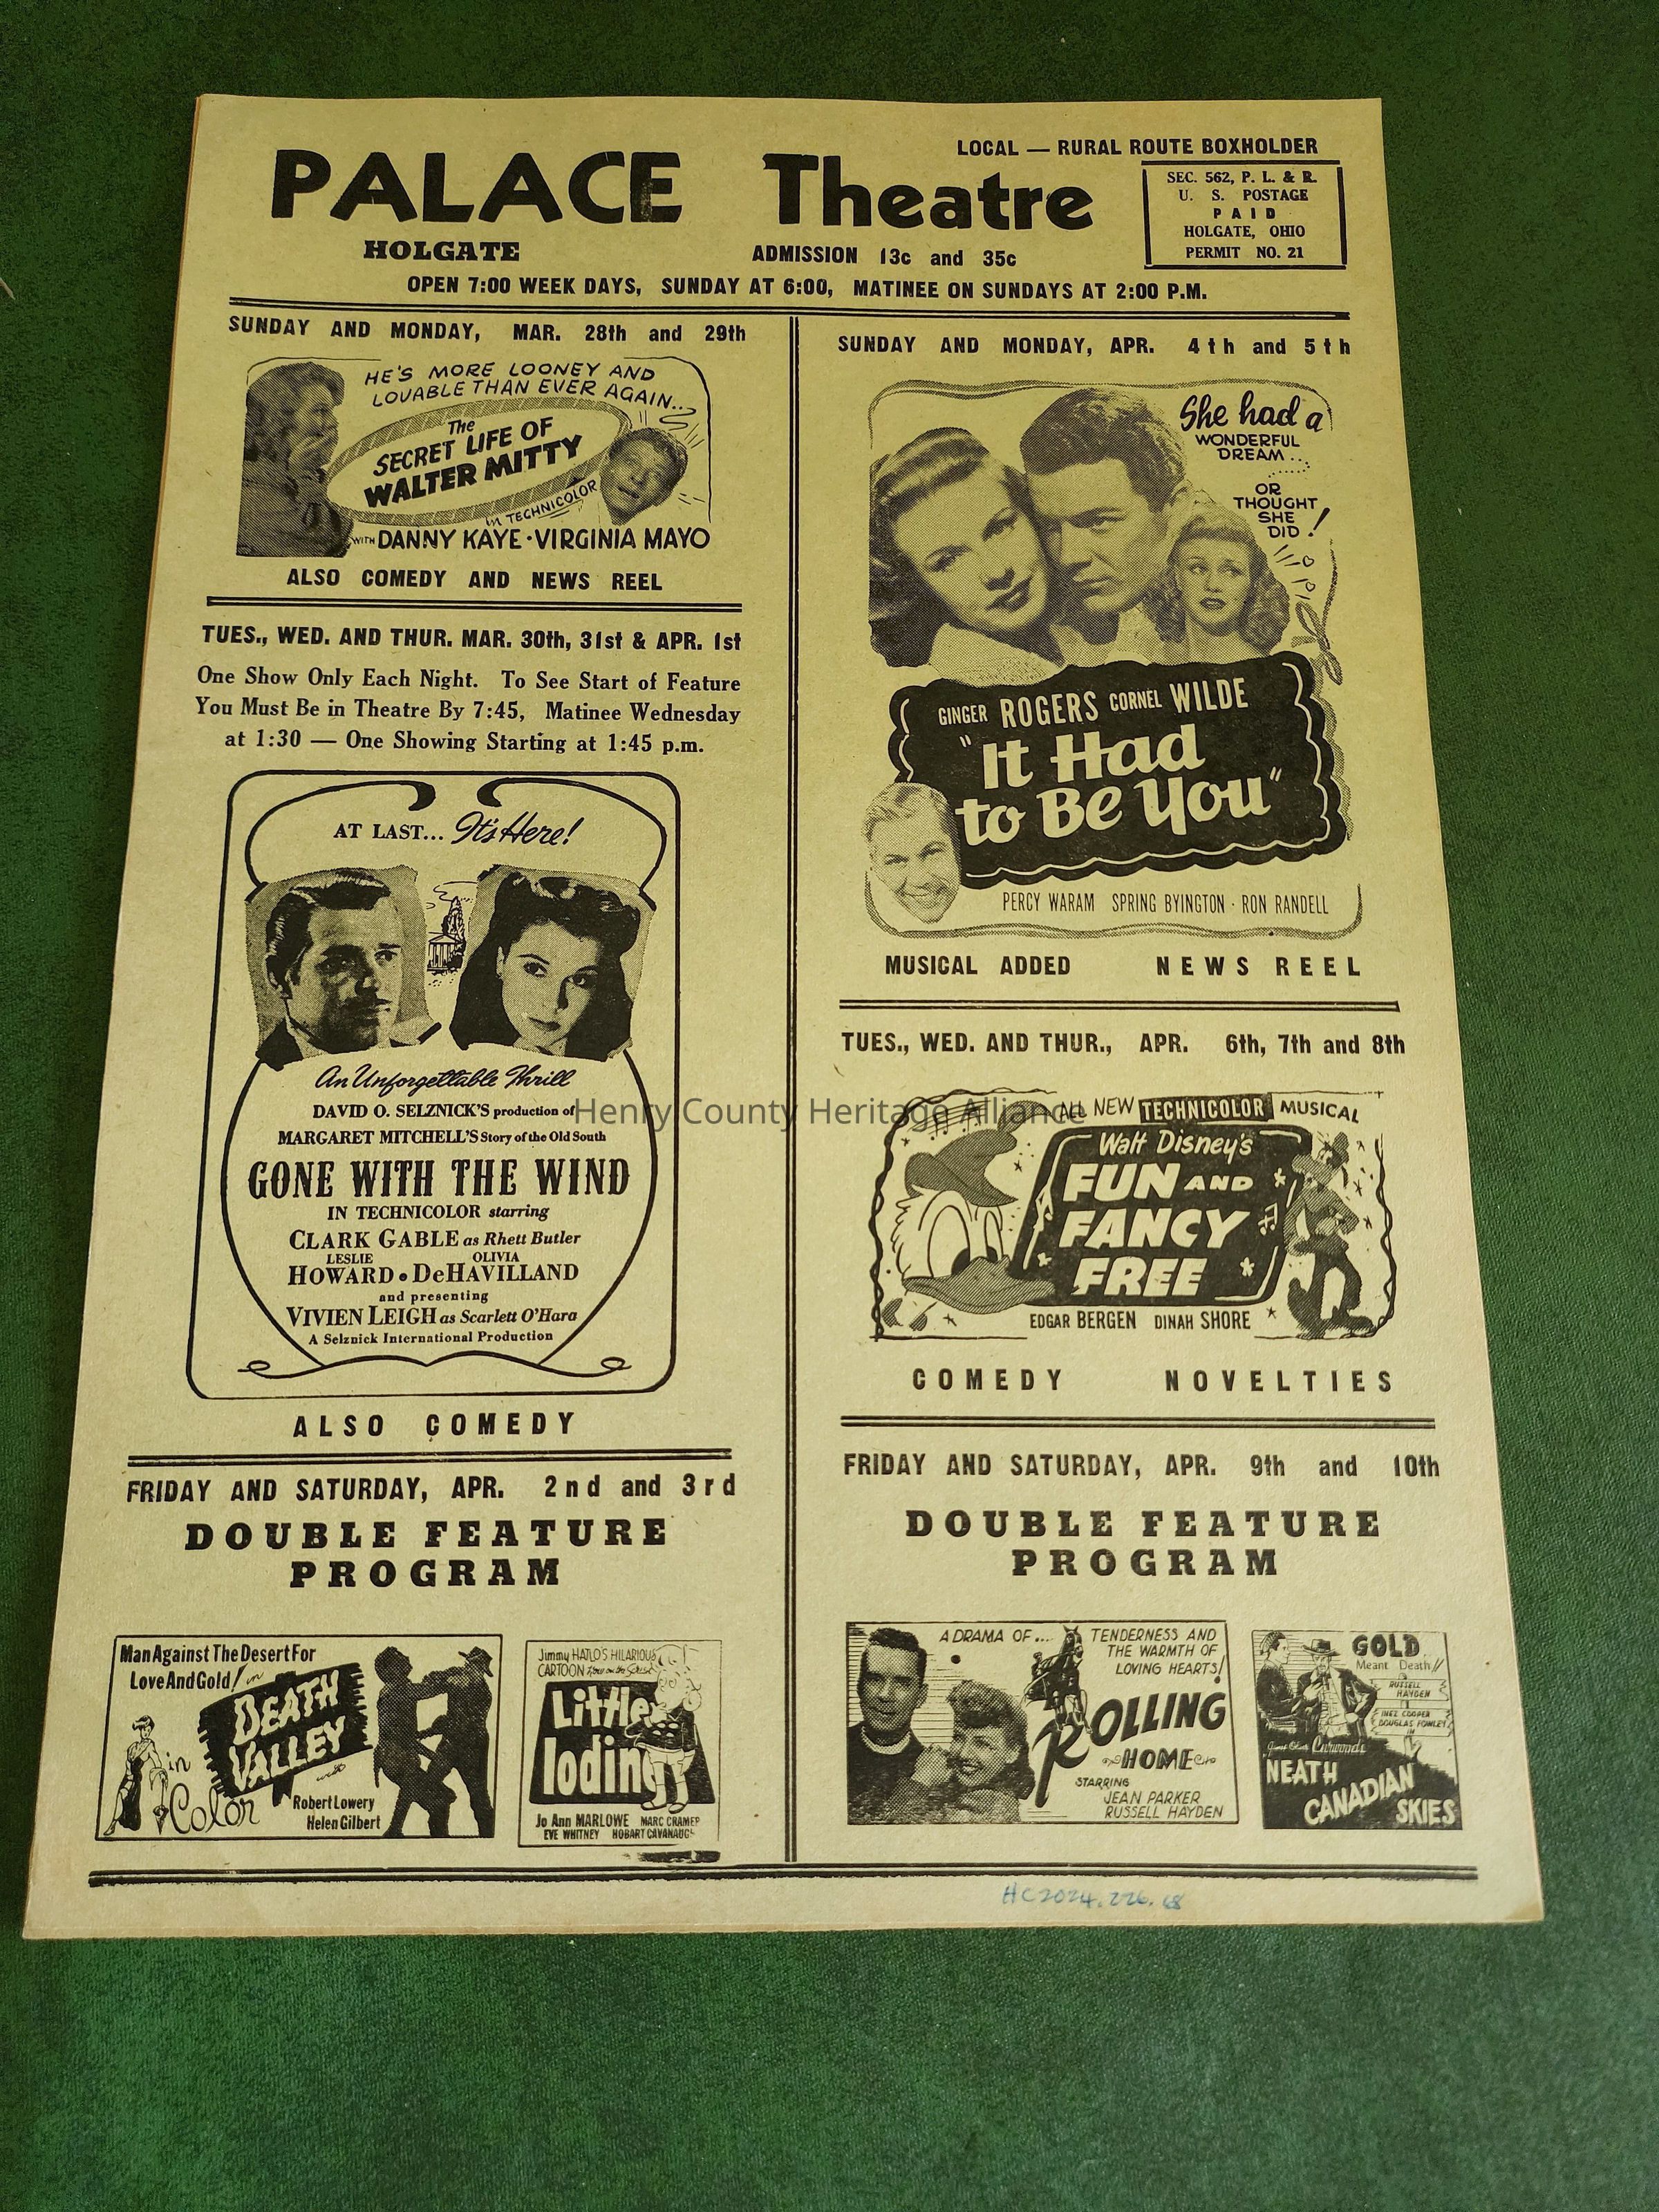 LOCAL — RURAL ROUTE BOXHOLDER
PALACE Theatre
SEC. 562, P. L. & R.
U. S. POSTAGE
PAID
HOLGATE, OHIO
PERMIT NO. 21
HOLGATE
ADMISSION 13c and 35c
OPEN 7:00 WEEK DAYS, SUNDAY AT 6:00, MATINEE ON SUNDAYS AT 2:00 P.M.
SUNDAY AND MONDAY, MAR. 28th and 29th
HE'S MORE LOONEY AND
LOVABLE THAN EVER AGAIN...
The
SECRET LIFE OF
WALTER MITTY
in TECHNICOLOR
WITH DANNY KAYE · VIRGINIA MAYO
ALSO COMEDY AND NEWS REEL
TUES., WED. AND THUR. MAR. 30th, 31st & APR. 1st
One Show Only Each Night. To See Start of Feature
You Must Be in Theatre By 7:45, Matinee Wednesday
at 1:30 — One Showing Starting at 1:45 p.m.
AT LAST... It's Here!
An Unforgettable Thrill
DAVID O. SELZNICK'S production of
MARGARET MITCHELL'S Story of the Old South
GONE WITH THE WIND
IN TECHNICOLOR starring
CLARK GABLE as Rhett Butler
LESLIE OLIVIA
HOWARD • DeHAVILLAND
and presenting
VIVIEN LEIGH as Scarlett O'Hara
A Selznick International Production
ALSO COMEDY
FRIDAY AND SATURDAY, APR. 2nd and 3rd
DOUBLE FEATURE
PROGRAM
Man Against The Desert For
Love And Gold! in
DEATH
VALLEY
in
Color
with
Robert Lowery
Helen Gilbert
Jimmy HATLO'S HILARIOUS
CARTOON
Little
Iodine
Jo Ann MARLOWE MARC CRAMER
EVE WHITNEY HOBART CAVANAUGH
SUNDAY AND MONDAY, APR. 4th and 5th
She had a
WONDERFUL
DREAM...
OR
THOUGHT
SHE
DID!
GINGER ROGERS CORNEL WILDE
"It Had
to Be You"
PERCY WARAM SPRING BYINGTON · RON RANDELL
MUSICAL ADDED NEWS REEL
TUES., WED. AND THUR., APR. 6th, 7th and 8th
ALL NEW TECHNICOLOR MUSICAL
Walt Disney's
FUN AND
FANCY
FREE
EDGAR BERGEN DINAH SHORE
COMEDY NOVELTIES
FRIDAY AND SATURDAY, APR. 9th and 10th
DOUBLE FEATURE
PROGRAM
A DRAMA OF.... TENDERNESS AND
THE WARMTH OF
LOVING HEARTS!
ROLLING
HOME
STARRING
JEAN PARKER
RUSSELL HAYDEN
GOLD
Meant Death!!
RUSSELL
HAYDEN
INEZ COOPER
DOUGLAS FOWLEY
IN
James Oliver Curwood's
'NEATH
CANADIAN
SKIES
HC2024.226.68
Henry County Heritage Alliance